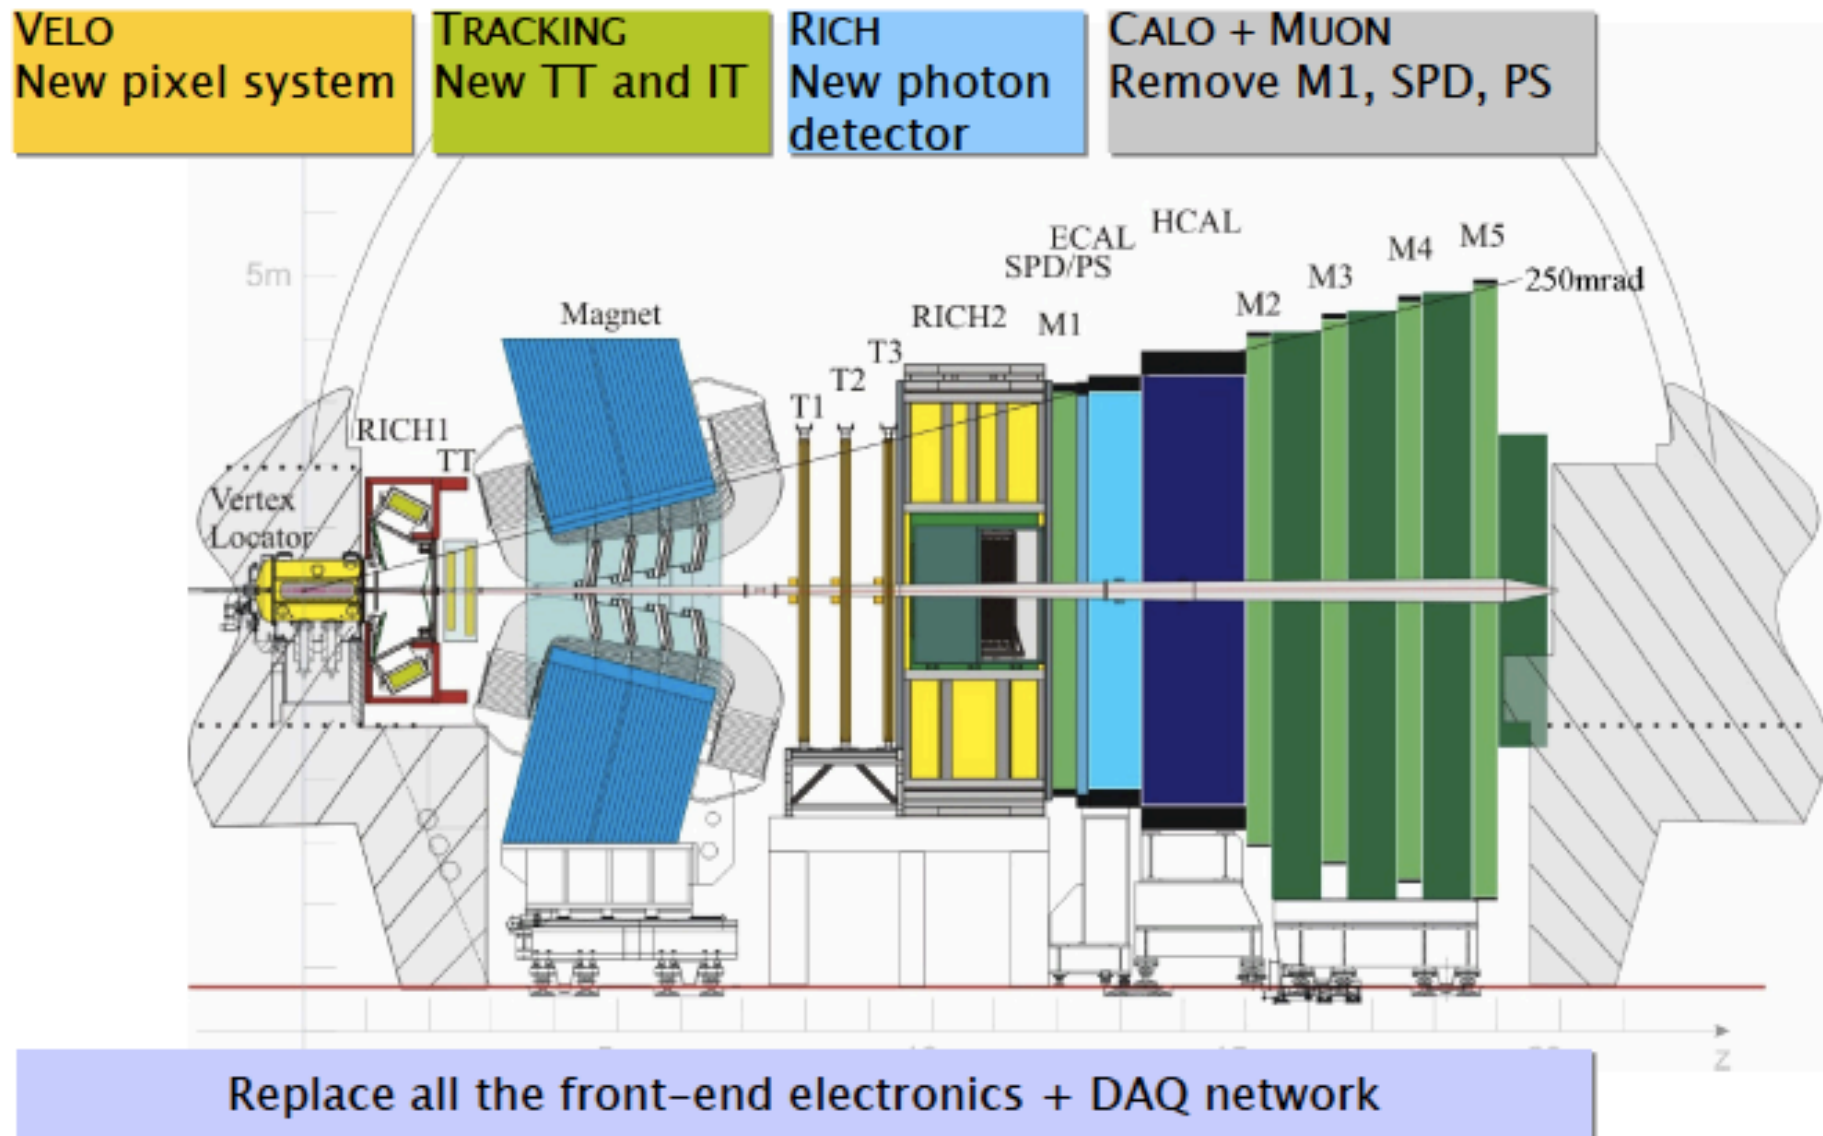 VELO
New pixel system
TRACKING
New TT and IT
RICH
New photon
detector
CALO + MUON
Remove M1, SPD, PS
5m
Vertex
Locator
RICH1
TT
Magnet
T1
T2
T3
RICH2
M1
SPD/PS
ECAL
HCAL
M2
M3
M4
M5
250mrad
z
Replace all the front-end electronics + DAQ network